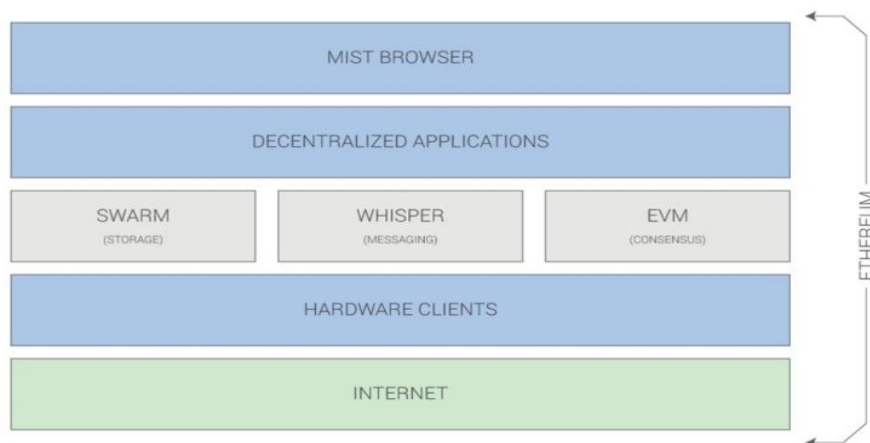 MIST BROWSER
DECENTRALIZED APPLICATIONS
SWARM
(STORAGE)
WHISPER
(MESSAGING)
EVM
(CONSENSUS)
HARDWARE CLIENTS
INTERNET
ETHEREUM